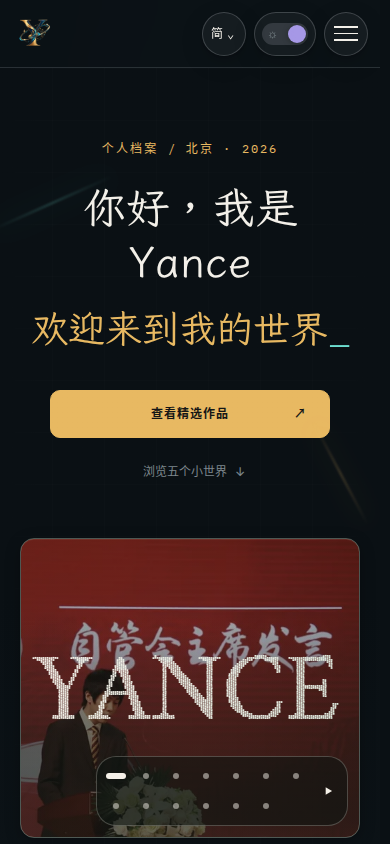 简
个人档案 / 北京 · 2026
你好，我是
Yance
欢迎来到我的世界_
查看精选作品 ↗
浏览五个小世界 ↓
自管会主席发言
YANCE